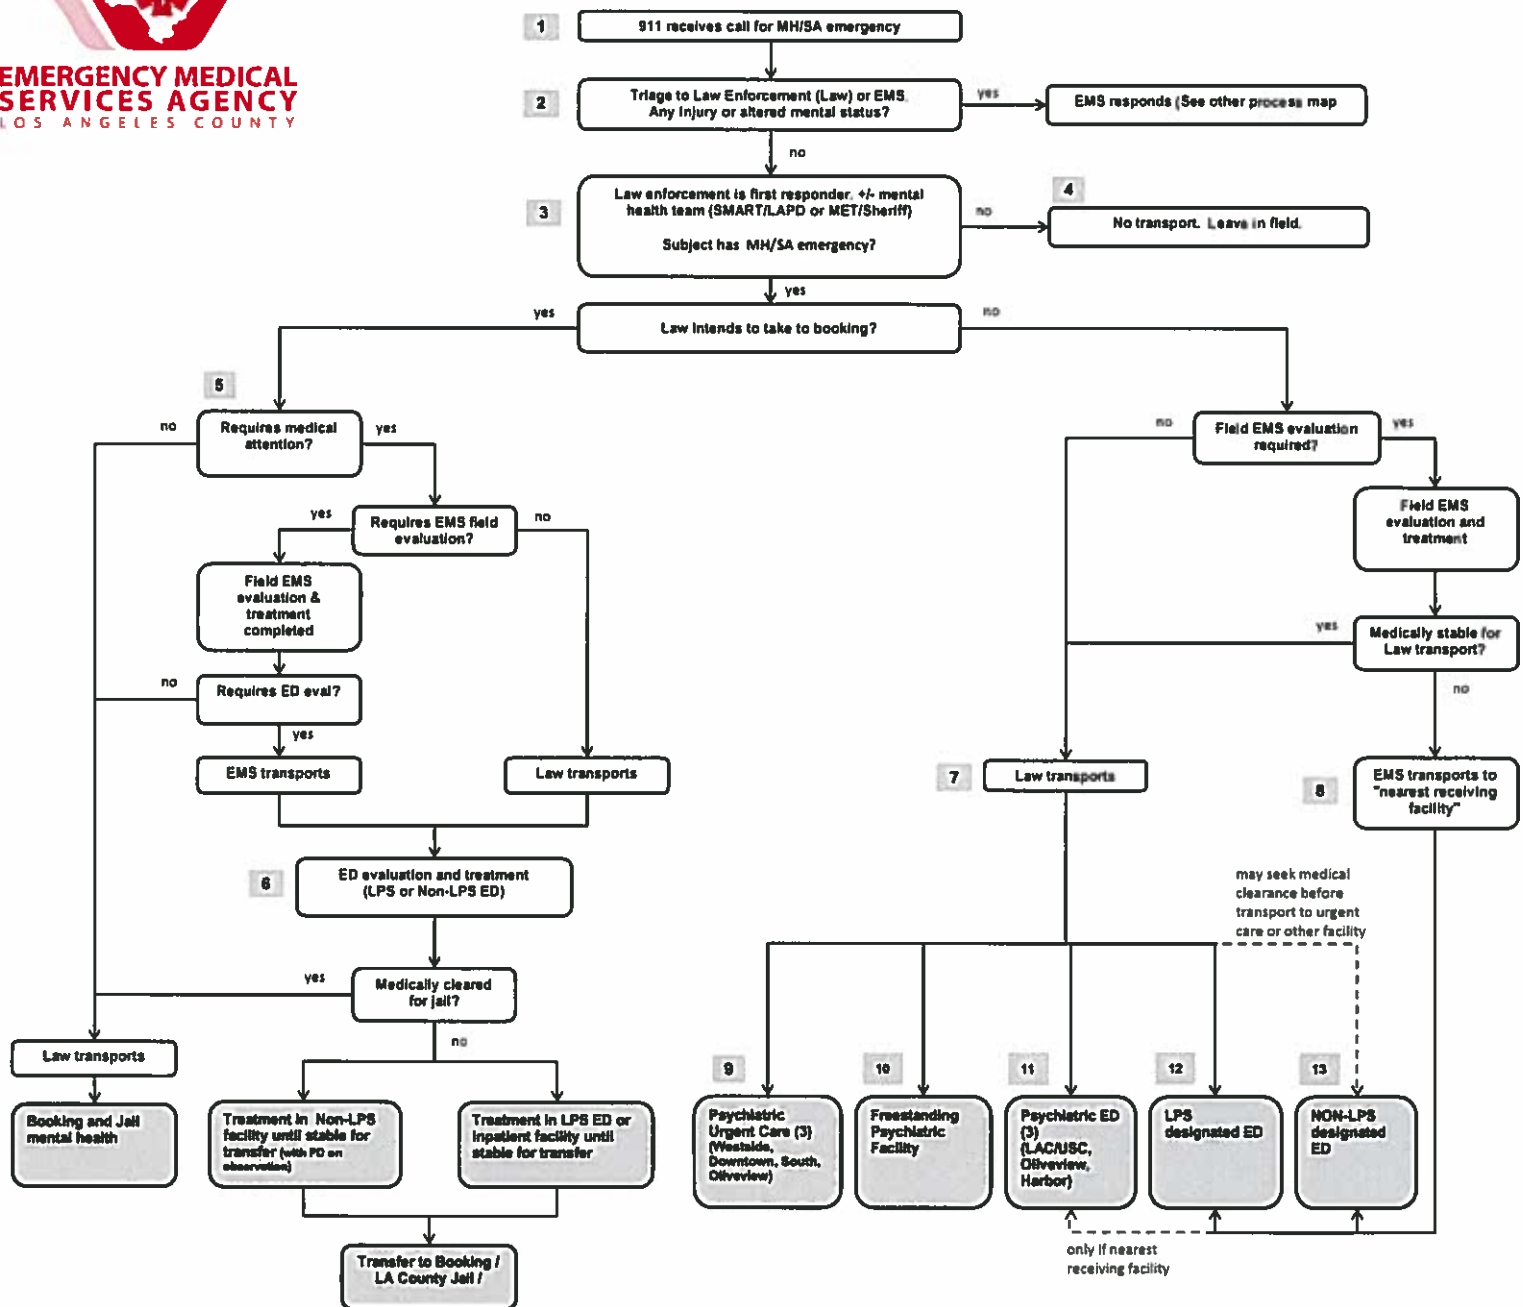 EMERGENCY MEDICAL
SERVICES AGENCY
LOS ANGELES COUNTY
1
911 receives call for MH/SA emergency
2
Triage to Law Enforcement (Law) or EMS.
Any Injury or altered mental status?
yes
EMS responds (See other process map
no
3
Law enforcement is first responder. +/- mental
health team (SMART/LAPD or MET/Sheriff)
Subject has MH/SA emergency?
no
4
No transport. Leave in field.
yes
yes
Law intends to take to booking?
no
5
no
Requires medical
attention?
yes
no
Field EMS evaluation
required?
yes
yes
Requires EMS field
evaluation?
no
Field EMS
evaluation and
treatment
Field EMS
evaluation &
treatment
completed
yes
Medically stable for
Law transport?
no
no
Requires ED eval?
yes
EMS transports
Law transports
7
Law transports
8
EMS transports to
"nearest receiving
facility"
6
ED evaluation and treatment
(LPS or Non-LPS ED)
may seek medical
clearance before
transport to urgent
care or other facility
yes
Medically cleared
for jail?
no
Law transports
Booking and Jail
mental health
Treatment in Non-LPS
facility until stable for
transfer (with PD on
observation)
Treatment in LPS ED or
inpatient facility until
stable for transfer
Transfer to Booking /
LA County Jail /
9
Psychiatric
Urgent Care (3)
(Westside,
Downtown, South,
Oliveview)
10
Freestanding
Psychiatric
Facility
11
Psychiatric ED
(3)
(LAC/USC,
Oliveview,
Harbor)
12
LPS
designated ED
13
NON-LPS
designated
ED
only if nearest
receiving facility